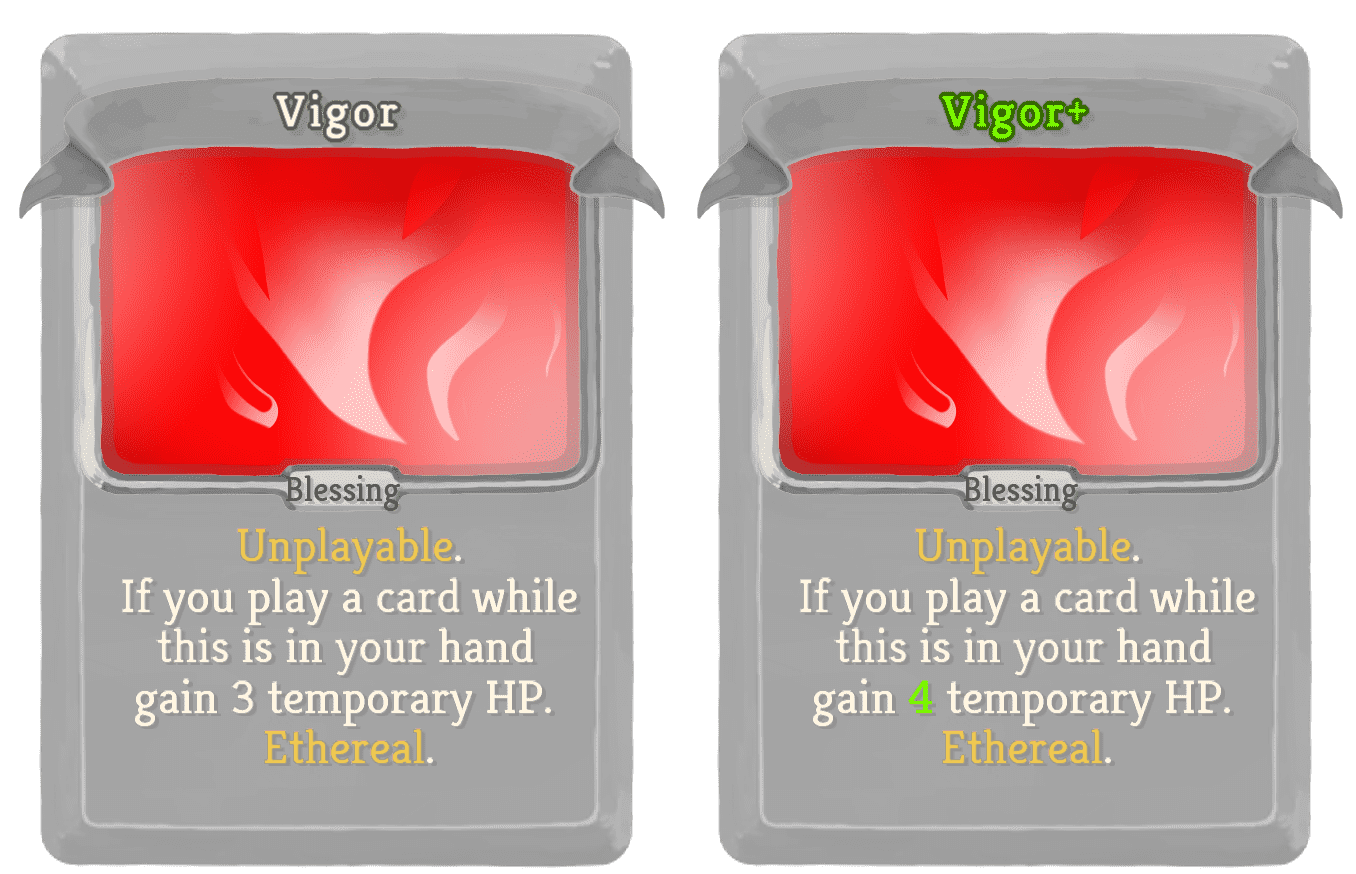 Vigor
Blessing
Unplayable.
If you play a card while
this is in your hand
gain 3 temporary HP.
Ethereal.
Vigor+
Blessing
Unplayable.
If you play a card while
this is in your hand
gain 4 temporary HP.
Ethereal.